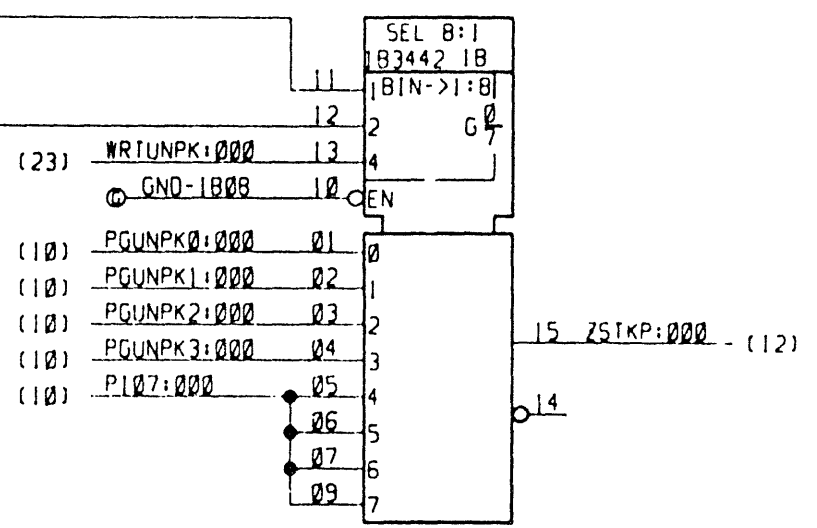 SEL 8:1
1B3442 1B
11 1 BIN->1:8
12 2 G 0/7
(23) WRTUNPK:000 13 4
G GND-1B08 10 EN
(10) PGUNPK0:000 01 0
(10) PGUNPK1:000 02 1
(10) PGUNPK2:000 03 2
(10) PGUNPK3:000 04 3
15 ZSTKP:000 - (12)
(10) P107:000 05 4
14
06 5
07 6
09 7